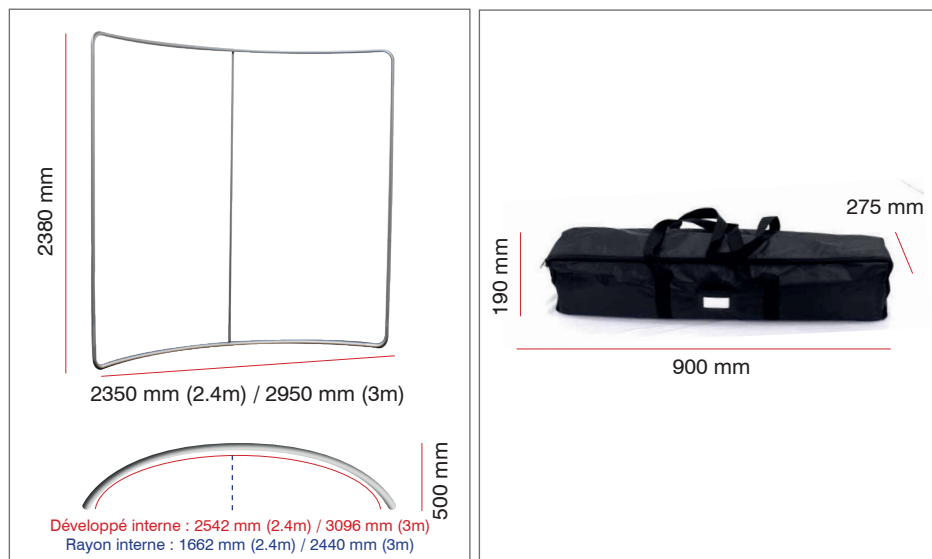 2380 mm
2350 mm (2.4m) / 2950 mm (3m)
500 mm
Développé interne : 2542 mm (2.4m) / 3096 mm (3m)
Rayon interne : 1662 mm (2.4m) / 2440 mm (3m)
275 mm
190 mm
900 mm